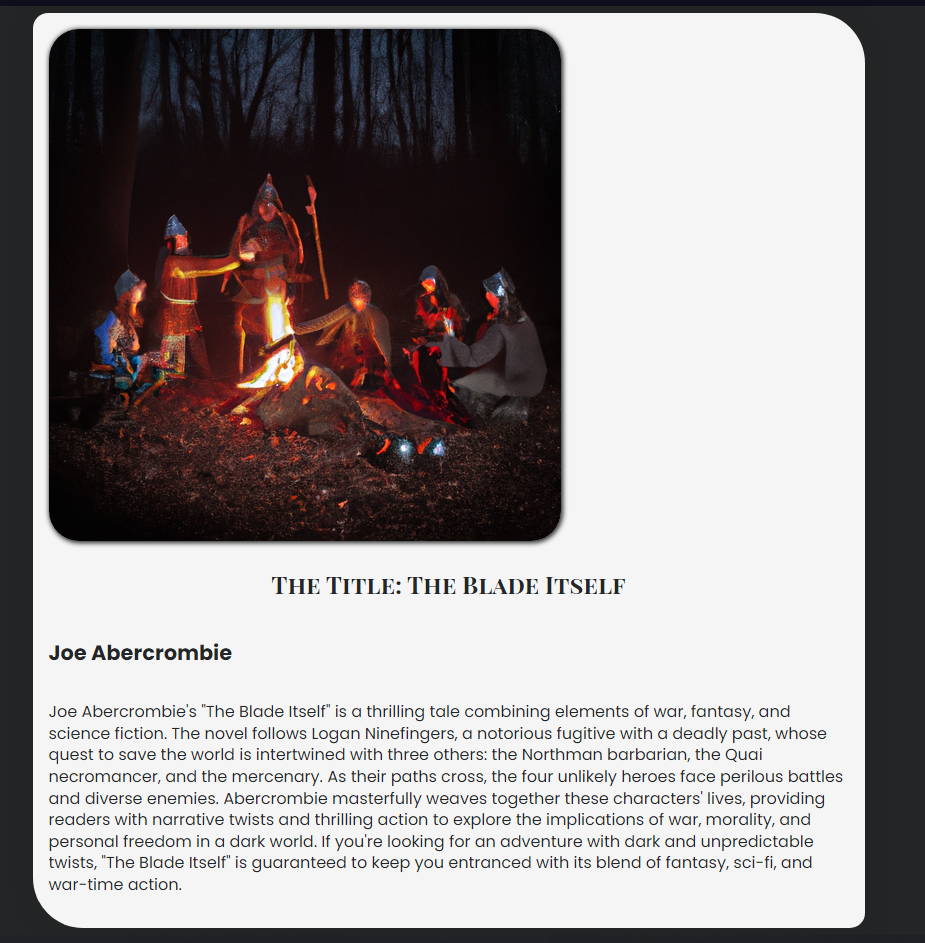 The Title: The Blade Itself
Joe Abercrombie
Joe Abercrombie's "The Blade Itself" is a thrilling tale combining elements of war, fantasy, and
science fiction. The novel follows Logan Ninefingers, a notorious fugitive with a deadly past, whose
quest to save the world is intertwined with three others: the Northman barbarian, the Quai
necromancer, and the mercenary. As their paths cross, the four unlikely heroes face perilous battles
and diverse enemies. Abercrombie masterfully weaves together these characters' lives, providing
readers with narrative twists and thrilling action to explore the implications of war, morality, and
personal freedom in a dark world. If you're looking for an adventure with dark and unpredictable
twists, "The Blade Itself" is guaranteed to keep you entranced with its blend of fantasy, sci-fi, and
war-time action.